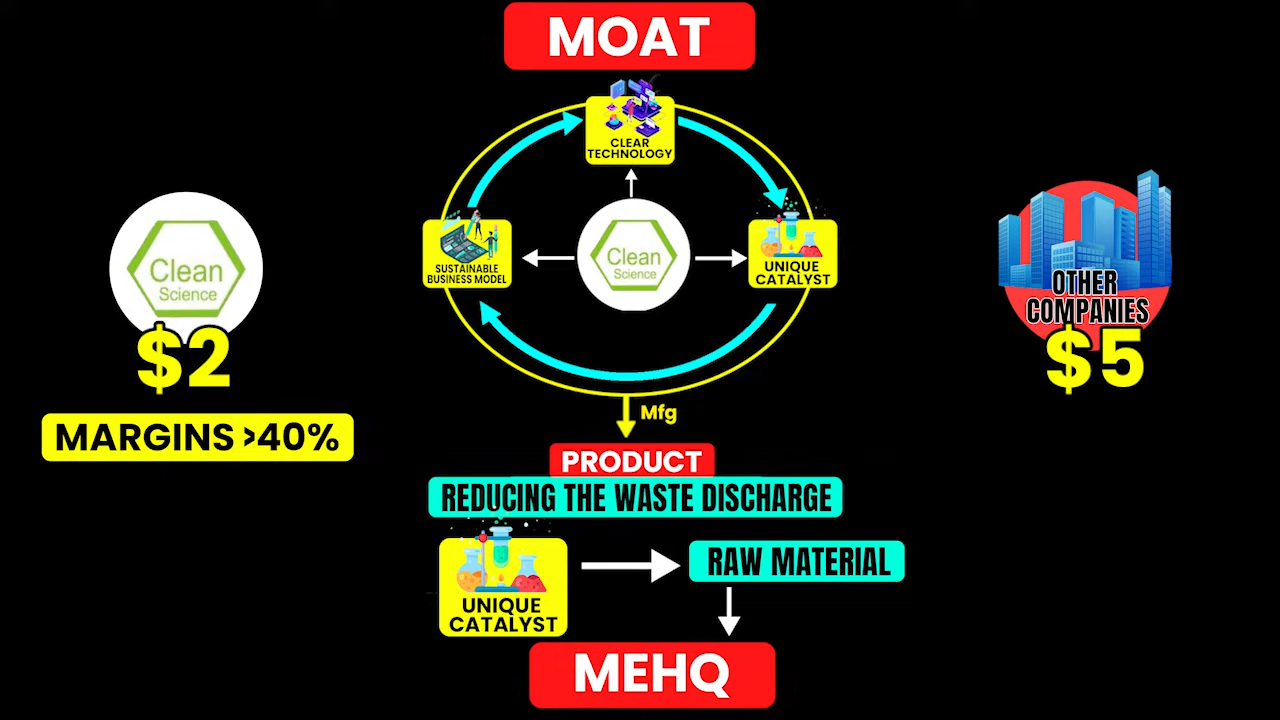 MOAT
CLEAR
TECHNOLOGY
Clean
Science
$2
MARGINS >40%
SUSTAINABLE
BUSINESS MODEL
Clean
Science
UNIQUE
CATALYST
OTHER
COMPANIES
$5
Mfg
PRODUCT
REDUCING THE WASTE DISCHARGE
UNIQUE
CATALYST
RAW MATERIAL
MEHQ